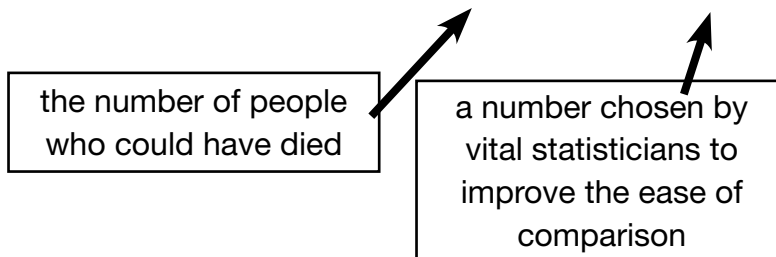 the number of people
who could have died
a number chosen by
vital statisticians to
improve the ease of
comparison